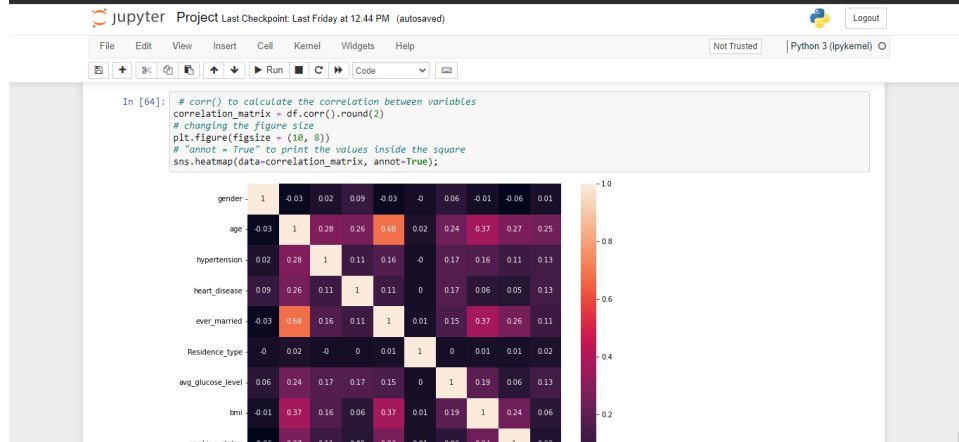 jupyter Project Last Checkpoint: Last Friday at 12:44 PM (autosaved)
Logout
File Edit View Insert Cell Kernel Widgets Help
Not Trusted
Python 3 (ipykernel)
Run
Code
In [64]:
# corr() to calculate the correlation between variables
correlation_matrix = df.corr().round(2)
# changing the figure size
plt.figure(figsize = (10, 8))
# "annot = True" to print the values inside the square
sns.heatmap(data=correlation_matrix, annot=True);
gender 1 -0.03 0.02 0.09 -0.03 -0 0.06 -0.01 -0.06 0.01
age -0.03 1 0.28 0.26 0.68 0.02 0.24 0.37 0.27 0.25
hypertension 0.02 0.28 1 0.11 0.16 -0 0.17 0.16 0.11 0.13
heart_disease 0.09 0.26 0.11 1 0.11 0 0.17 0.06 0.05 0.13
ever_married -0.03 0.68 0.16 0.11 1 0.01 0.15 0.37 0.26 0.11
Residence_type -0 0.02 -0 0 0.01 1 0 0.01 0.01 0.02
avg_glucose_level 0.06 0.24 0.17 0.17 0.15 0 1 0.19 0.06 0.13
bmi -0.01 0.37 0.16 0.06 0.37 0.01 0.19 1 0.24 0.06
1.0
0.8
0.6
0.4
0.2